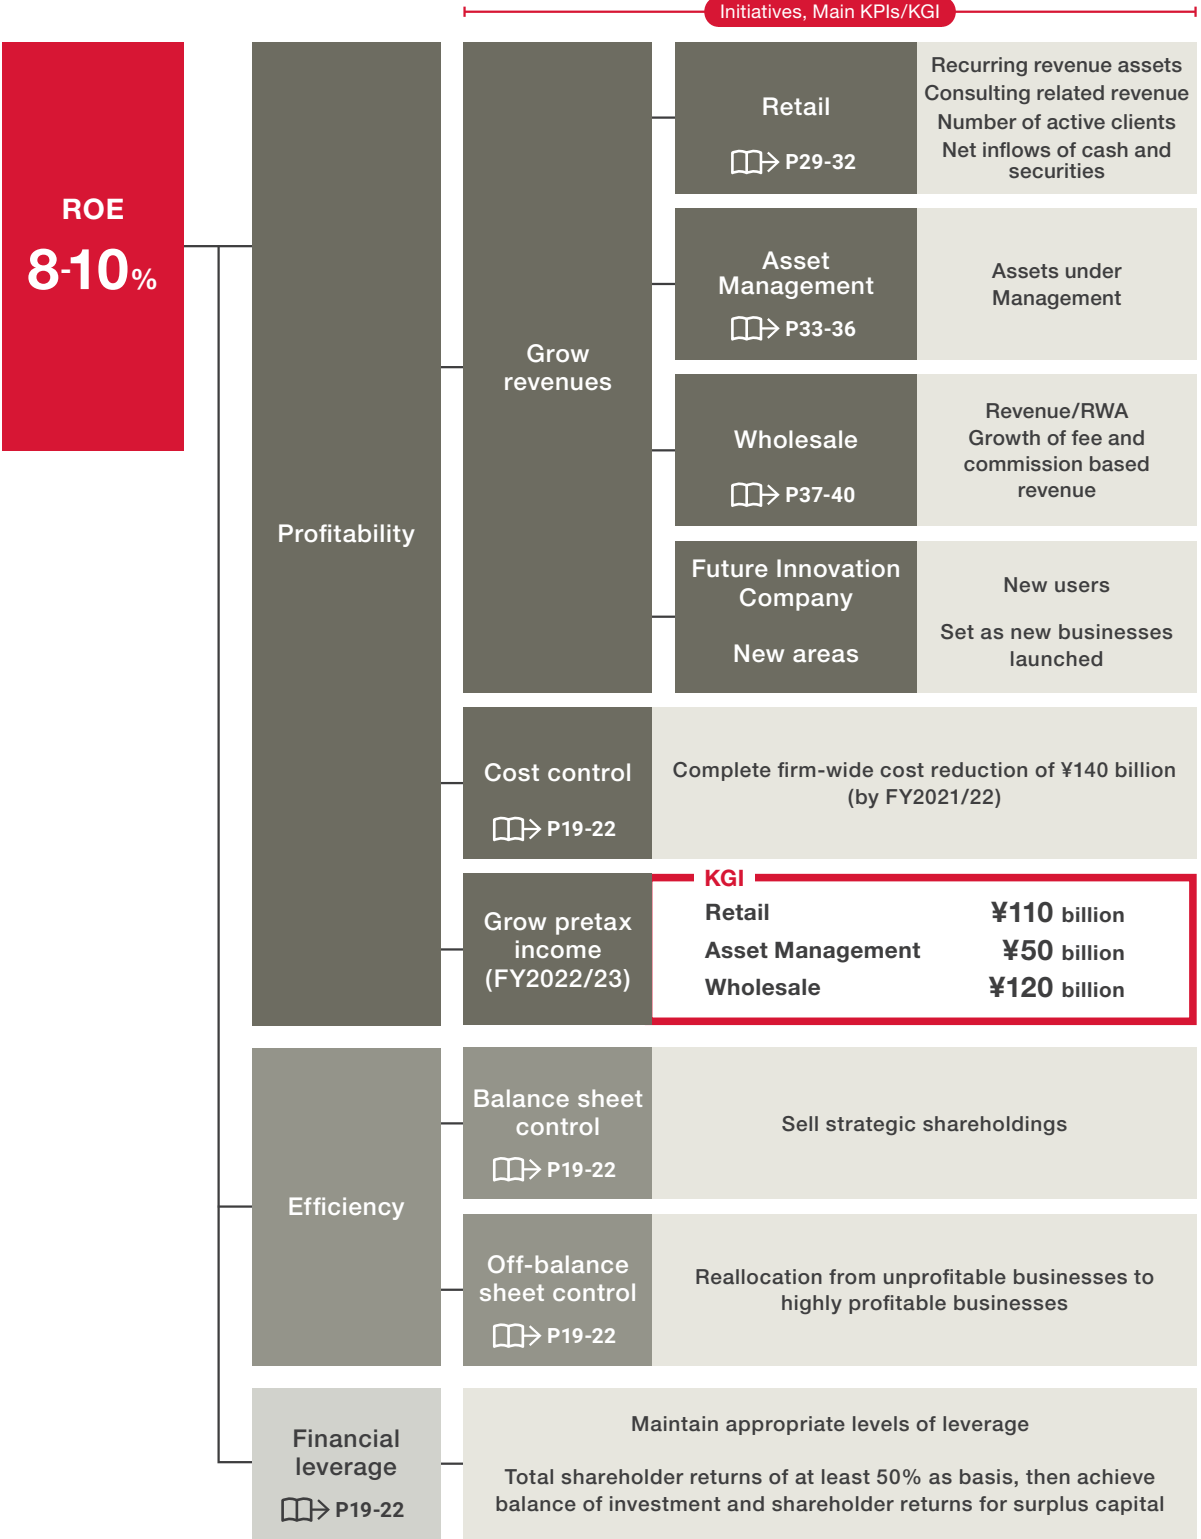 Initiatives, Main KPIs/KGI
ROE
8-10%
Profitability
Grow
revenues
Retail
P29-32
Recurring revenue assets
Consulting related revenue
Number of active clients
Net inflows of cash and
securities
Asset
Management
P33-36
Assets under
Management
Wholesale
P37-40
Revenue/RWA
Growth of fee and
commission based
revenue
Future Innovation
Company
New areas
New users
Set as new businesses
launched
Cost control
P19-22
Complete firm-wide cost reduction of ¥140 billion
(by FY2021/22)
Grow pretax
income
(FY2022/23)
KGI
Retail ¥110 billion
Asset Management ¥50 billion
Wholesale ¥120 billion
Efficiency
Balance sheet
control
P19-22
Sell strategic shareholdings
Off-balance
sheet control
P19-22
Reallocation from unprofitable businesses to
highly profitable businesses
Financial
leverage
P19-22
Maintain appropriate levels of leverage
Total shareholder returns of at least 50% as basis, then achieve
balance of investment and shareholder returns for surplus capital